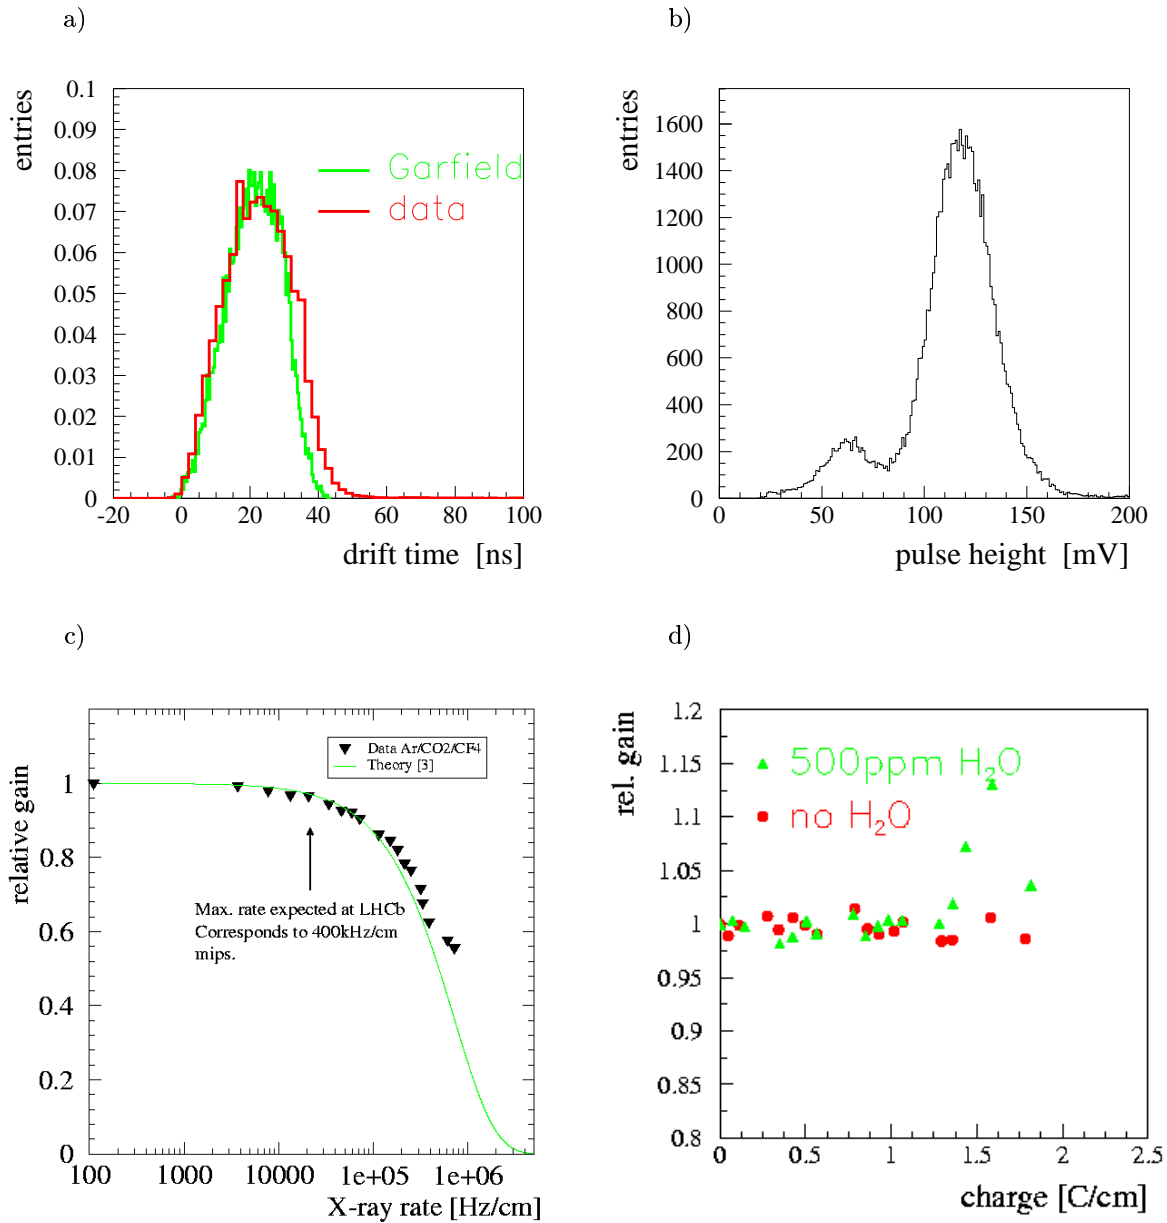 a)
entries
0.1
0.09
0.08
0.07
0.06
0.05
0.04
0.03
0.02
0.01
0
-20 0 20 40 60 80 100
drift time [ns]
Garfield
data
b)
entries
1600
1400
1200
1000
800
600
400
200
0
0 50 100 150 200
pulse height [mV]
c)
relative gain
1
0.8
0.6
0.4
0.2
0
100 1000 10000 1e+05 1e+06
X-ray rate [Hz/cm]
Data Ar/CO2/CF4
Theory [3]
Max. rate expected at LHCb
Corresponds to 400kHz/cm
mips.
d)
rel. gain
1.2
1.15
1.1
1.05
1
0.95
0.9
0.85
0.8
0 0.5 1 1.5 2 2.5
charge [C/cm]
500ppm H₂O
no H₂O